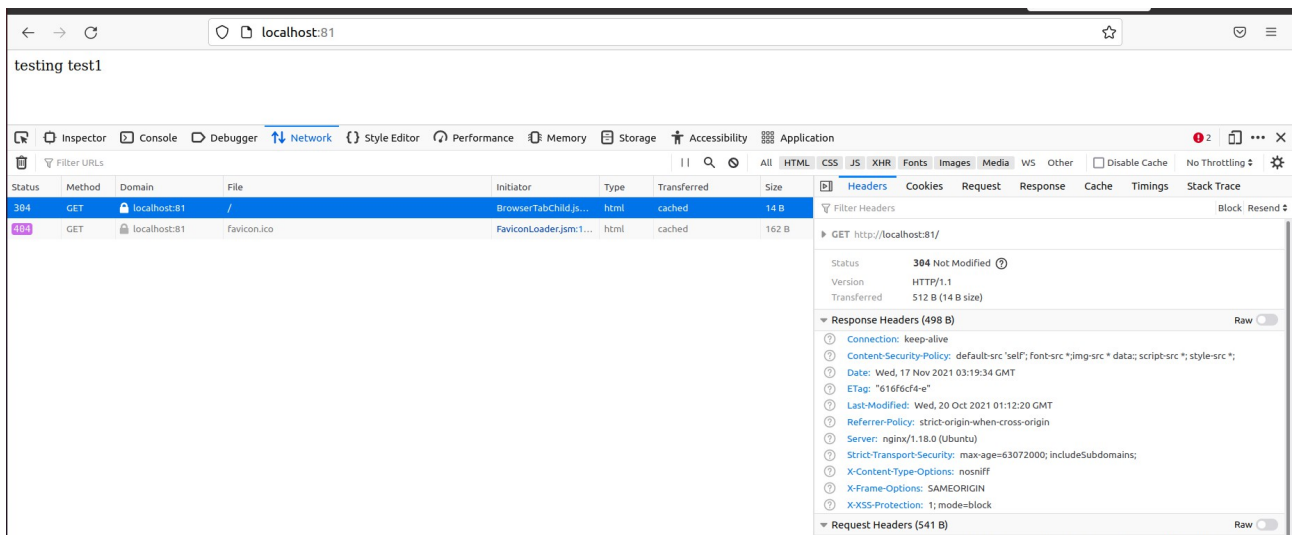 localhost:81
testing test1
Inspector Console Debugger Network Style Editor Performance Memory Storage Accessibility Application 2
Filter URLs All HTML CSS JS XHR Fonts Images Media WS Other Disable Cache No Throttling
Status Method Domain File Initiator Type Transferred Size
304 GET localhost:81 / BrowserTabChild.js... html cached 14 B
404 GET localhost:81 favicon.ico FaviconLoader.jsm:1... html cached 162 B
Headers Cookies Request Response Cache Timings Stack Trace
Filter Headers Block Resend
GET http://localhost:81/
Status 304 Not Modified
Version HTTP/1.1
Transferred 512 B (14 B size)
Response Headers (498 B) Raw
Connection: keep-alive
Content-Security-Policy: default-src 'self'; font-src *;img-src * data:; script-src *; style-src *;
Date: Wed, 17 Nov 2021 03:19:34 GMT
ETag: "616f6cf4-e"
Last-Modified: Wed, 20 Oct 2021 01:12:20 GMT
Referrer-Policy: strict-origin-when-cross-origin
Server: nginx/1.18.0 (Ubuntu)
Strict-Transport-Security: max-age=63072000; includeSubdomains;
X-Content-Type-Options: nosniff
X-Frame-Options: SAMEORIGIN
X-XSS-Protection: 1; mode=block
Request Headers (541 B) Raw